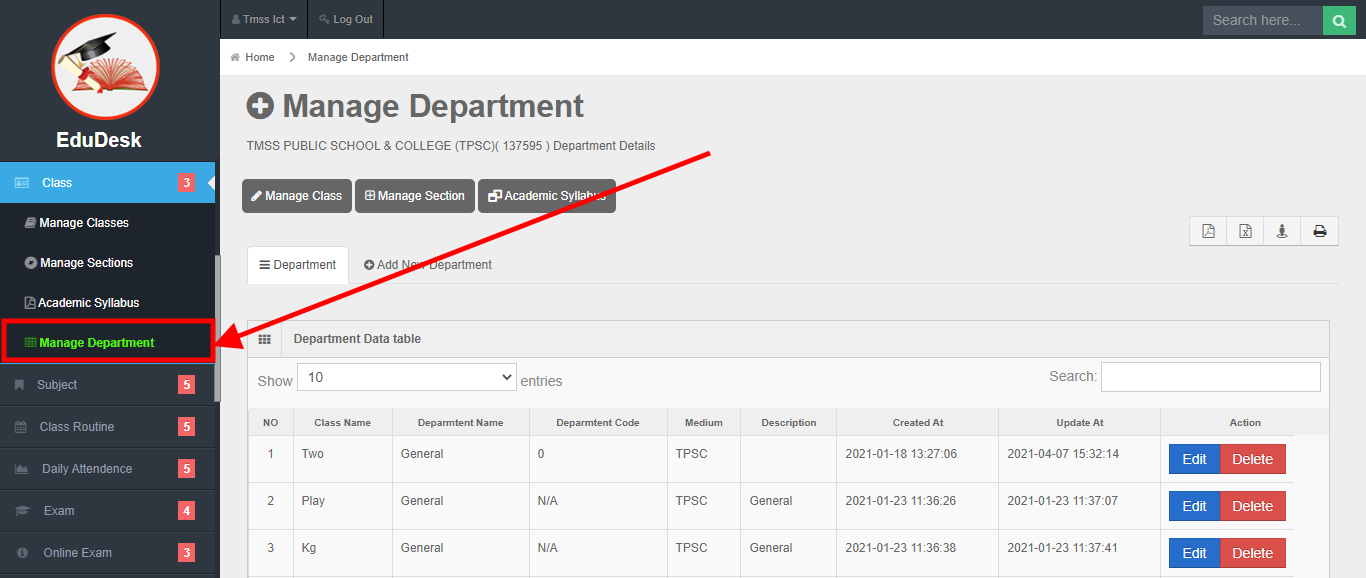 Tmss Ict
Log Out
Search here...
EduDesk
Home
Manage Department
Manage Department
TMSS PUBLIC SCHOOL & COLLEGE (TPSC)( 137595 ) Department Details
Class 3
Manage Classes
Manage Sections
Academic Syllabus
Manage Department
Subject 5
Class Routine 5
Daily Attendence 5
Exam 4
Online Exam 3
Manage Class Manage Section Academic Syllabus
Department Add New Department
Department Data table
Show 10 entries Search:
NO Class Name Deparmtent Name Deparmtent Code Medium Description Created At Update At Action
1 Two General 0 TPSC 2021-01-18 13:27:06 2021-04-07 15:32:14 Edit Delete
2 Play General N/A TPSC General 2021-01-23 11:36:26 2021-01-23 11:37:07 Edit Delete
3 Kg General N/A TPSC General 2021-01-23 11:36:38 2021-01-23 11:37:41 Edit Delete